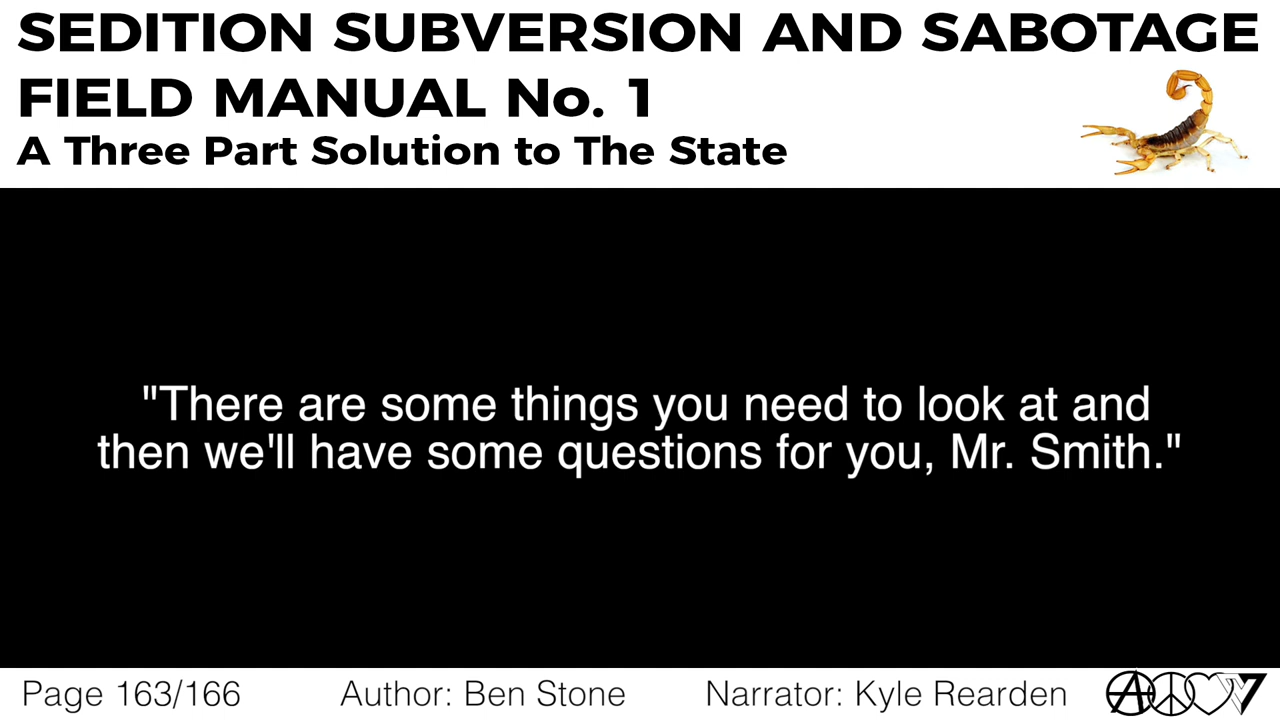 SEDITION SUBVERSION AND SABOTAGE
FIELD MANUAL No. 1
A Three Part Solution to The State
"There are some things you need to look at and
then we'll have some questions for you, Mr. Smith."
Page 163/166 Author: Ben Stone Narrator: Kyle Rearden